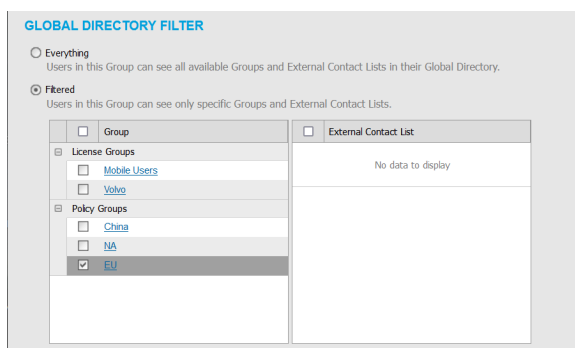 GLOBAL DIRECTORY FILTER
Everything
Users in this Group can see all available Groups and External Contact Lists in their Global Directory.
Filtered
Users in this Group can see only specific Groups and External Contact Lists.
Group
External Contact List
License Groups
No data to display
Mobile Users
Volvo
Policy Groups
China
NA
EU